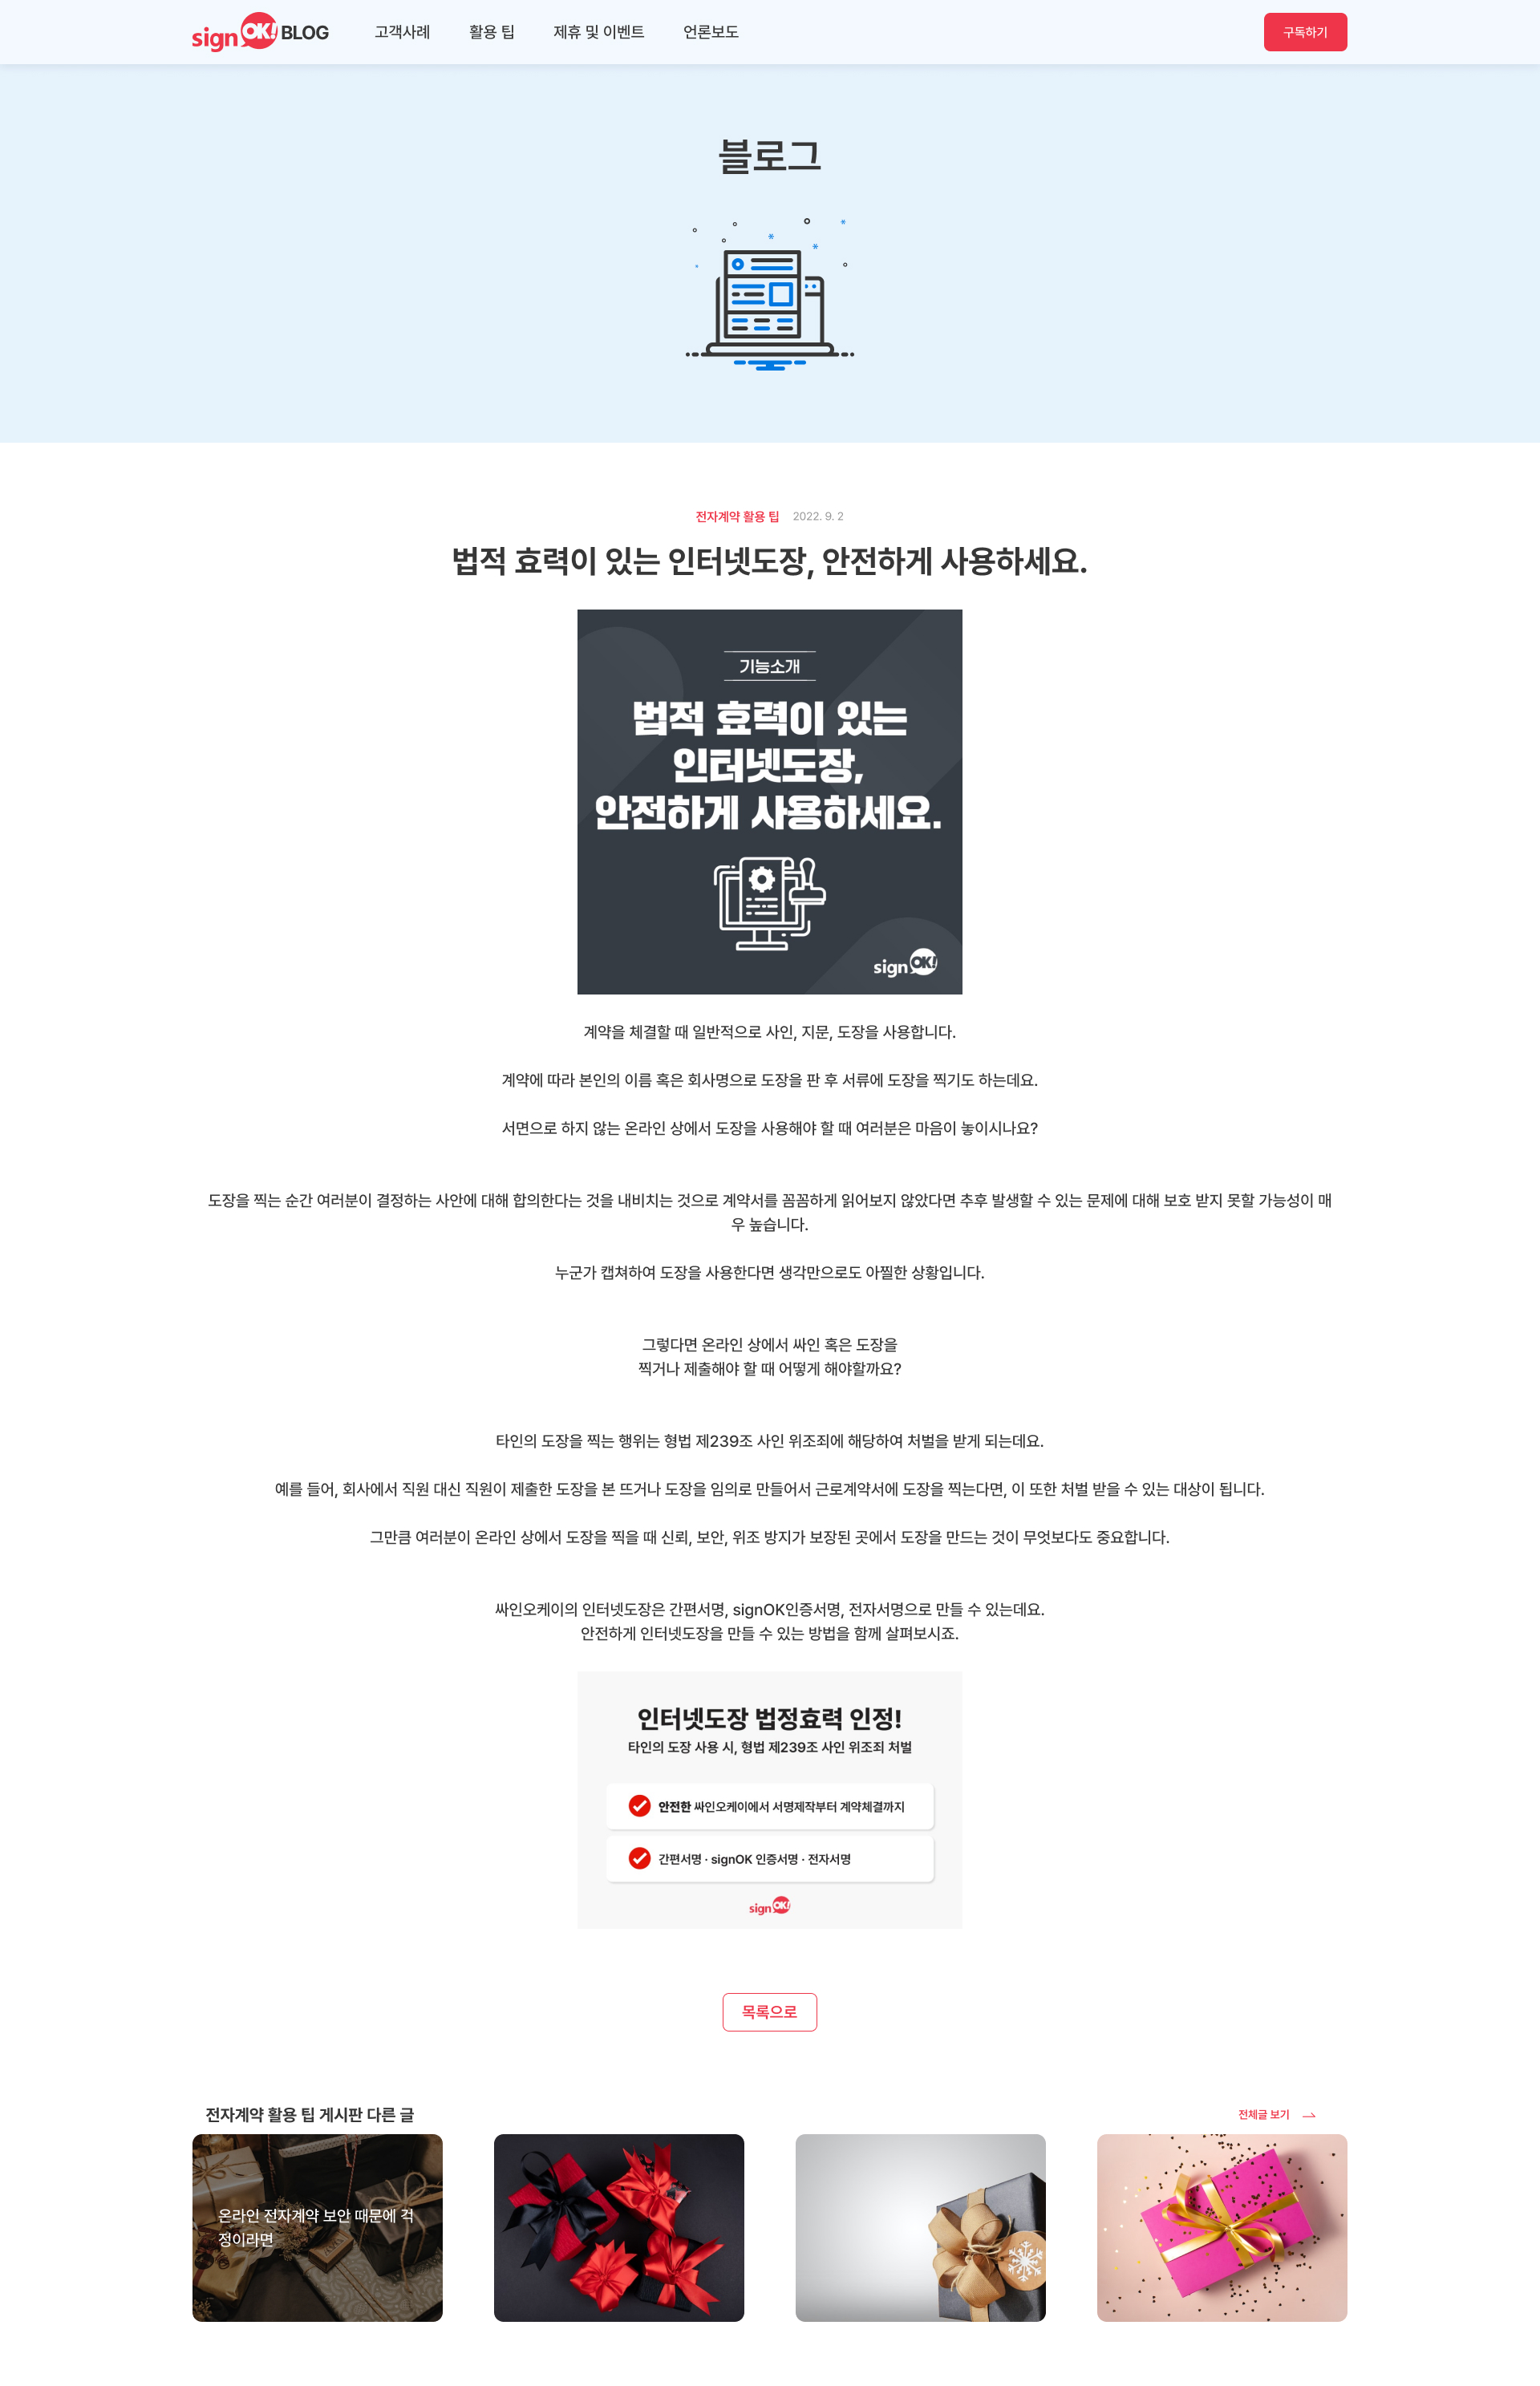 signOK! BLOG
고객사례
활용 팁
제휴 및 이벤트
언론보도
구독하기
블로그
전자계약 활용 팁 2022. 9. 2
법적 효력이 있는 인터넷도장, 안전하게 사용하세요.
기능소개
법적 효력이 있는
인터넷도장,
안전하게 사용하세요.
signOK!
계약을 체결할 때 일반적으로 사인, 지문, 도장을 사용합니다.
계약에 따라 본인의 이름 혹은 회사명으로 도장을 판 후 서류에 도장을 찍기도 하는데요.
서면으로 하지 않는 온라인 상에서 도장을 사용해야 할 때 여러분은 마음이 놓이시나요?
도장을 찍는 순간 여러분이 결정하는 사안에 대해 합의한다는 것을 내비치는 것으로 계약서를 꼼꼼하게 읽어보지 않았다면 추후 발생할 수 있는 문제에 대해 보호 받지 못할 가능성이 매
우 높습니다.
누군가 캡쳐하여 도장을 사용한다면 생각만으로도 아찔한 상황입니다.
그렇다면 온라인 상에서 싸인 혹은 도장을
찍거나 제출해야 할 때 어떻게 해야할까요?
타인의 도장을 찍는 행위는 형법 제239조 사인 위조죄에 해당하여 처벌을 받게 되는데요.
예를 들어, 회사에서 직원 대신 직원이 제출한 도장을 본 뜨거나 도장을 임의로 만들어서 근로계약서에 도장을 찍는다면, 이 또한 처벌 받을 수 있는 대상이 됩니다.
그만큼 여러분이 온라인 상에서 도장을 찍을 때 신뢰, 보안, 위조 방지가 보장된 곳에서 도장을 만드는 것이 무엇보다도 중요합니다.
싸인오케이의 인터넷도장은 간편서명, signOK인증서명, 전자서명으로 만들 수 있는데요.
안전하게 인터넷도장을 만들 수 있는 방법을 함께 살펴보시죠.
인터넷도장 법정효력 인정!
타인의 도장 사용 시, 형법 제239조 사인 위조죄 처벌
안전한 싸인오케이에서 서명제작부터 계약체결까지
간편서명 · signOK 인증서명 · 전자서명
signOK!
목록으로
전자계약 활용 팁 게시판 다른 글
전체글 보기
온라인 전자계약 보안 때문에 걱
정이라면